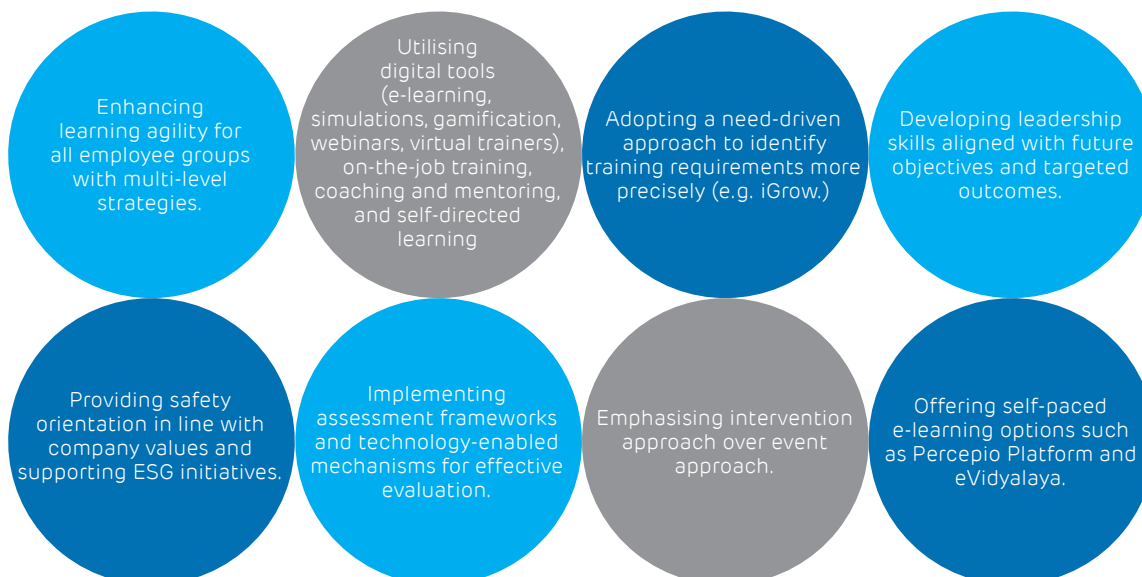 Enhancing
learning agility for
all employee groups
with multi-level
strategies.
Utilising
digital tools
(e-learning,
simulations, gamification,
webinars, virtual trainers),
on-the-job training,
coaching and mentoring,
and self-directed
learning
Adopting a need-driven
approach to identify
training requirements more
precisely (e.g. iGrow.)
Developing leadership
skills aligned with future
objectives and targeted
outcomes.
Providing safety
orientation in line with
company values and
supporting ESG initiatives.
Implementing
assessment frameworks
and technology-enabled
mechanisms for effective
evaluation.
Emphasising intervention
approach over event
approach.
Offering self-paced
e-learning options such
as Percepio Platform and
eVidyalaya.